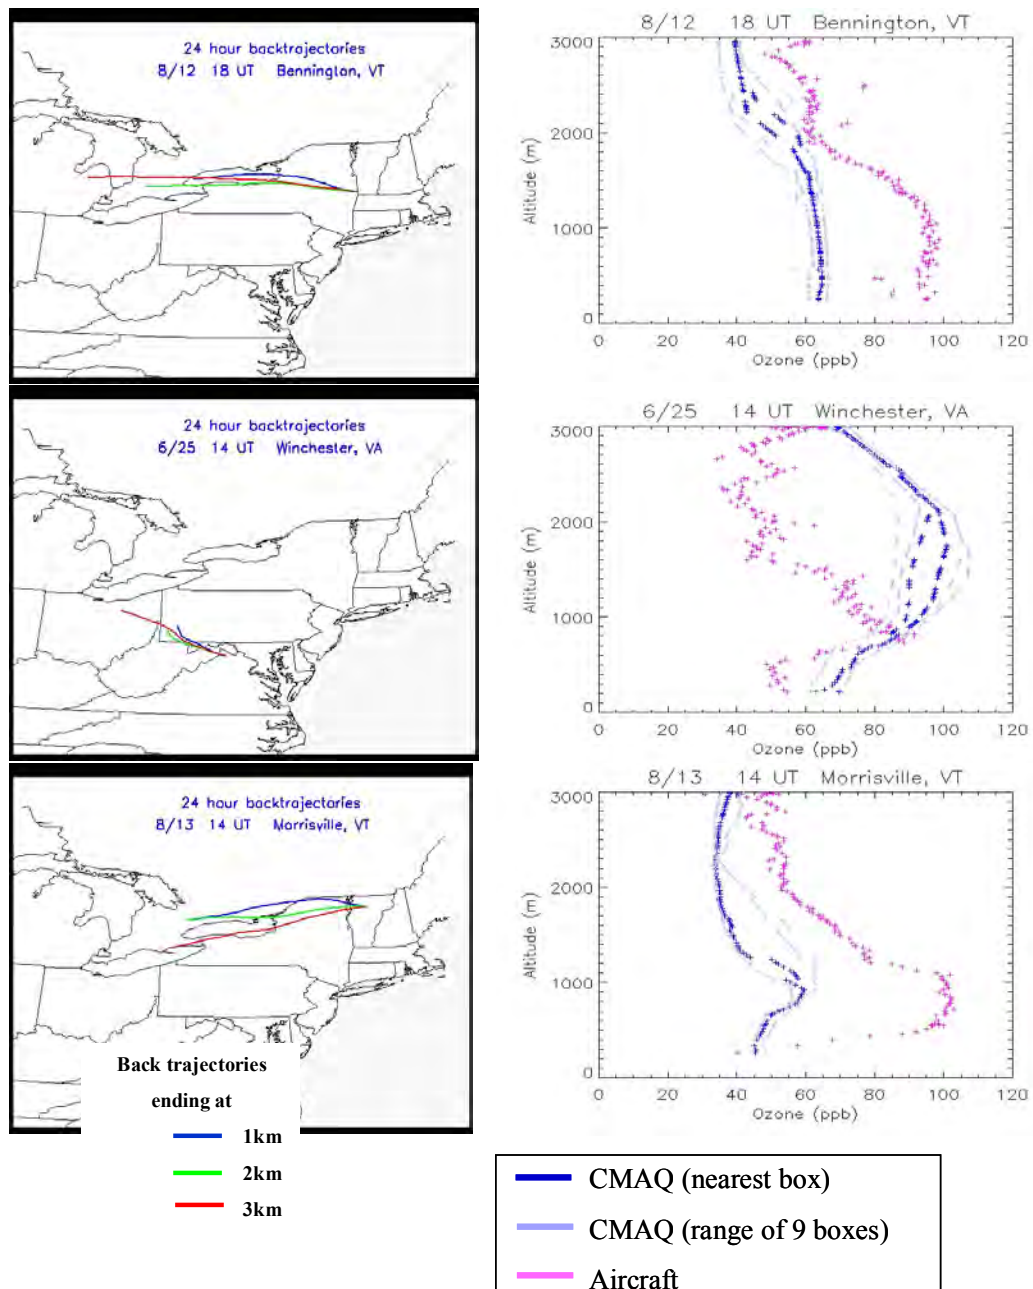 24 hour backtrajectories
8/12 18 UT Bennington, VT
8/12 18 UT Bennington, VT
3000
2000
1000
0
Altitude (m)
0 20 40 60 80 100 120
Ozone (ppb)
24 hour backtrajectories
6/25 14 UT Winchester, VA
6/25 14 UT Winchester, VA
3000
2000
1000
0
Altitude (m)
0 20 40 60 80 100 120
Ozone (ppb)
24 hour backtrajectories
8/13 14 UT Morrisville, VT
8/13 14 UT Morrisville, VT
3000
2000
1000
0
Altitude (m)
0 20 40 60 80 100 120
Ozone (ppb)
Back trajectories
ending at
1km
2km
3km
CMAQ (nearest box)
CMAQ (range of 9 boxes)
Aircraft